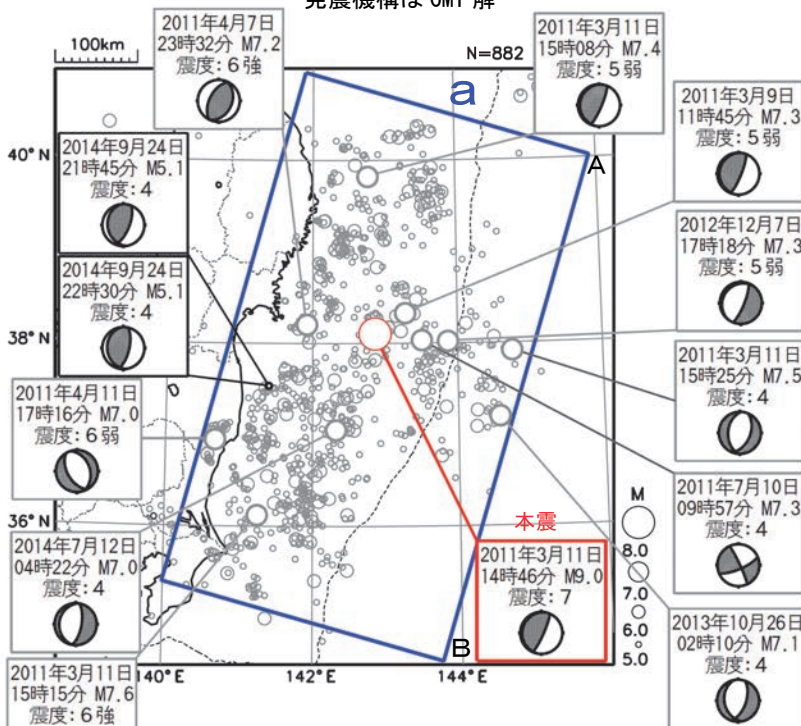 発震機構は CMT 解
100km
N=882
2011年4月7日
23時32分 M7.2
震度:6強
2011年3月11日
15時08分 M7.4
震度:5弱
a
A
2011年3月9日
11時45分 M7.3
震度:5弱
2014年9月24日
21時45分 M5.1
震度:4
2012年12月7日
17時18分 M7.3
震度:5弱
2014年9月24日
22時30分 M5.1
震度:4
2011年3月11日
15時25分 M7.5
震度:4
2011年4月11日
17時16分 M7.0
震度:6弱
2011年7月10日
09時57分 M7.3
震度:4
2014年7月12日
04時22分 M7.0
震度:4
本震
2011年3月11日
14時46分 M9.0
震度:7
2013年10月26日
02時10分 M7.1
震度:4
2011年3月11日
15時15分 M7.6
震度:6強
B
40°N
38°N
36°N
140°E
142°E
144°E
M
8.0
7.0
6.0
5.0